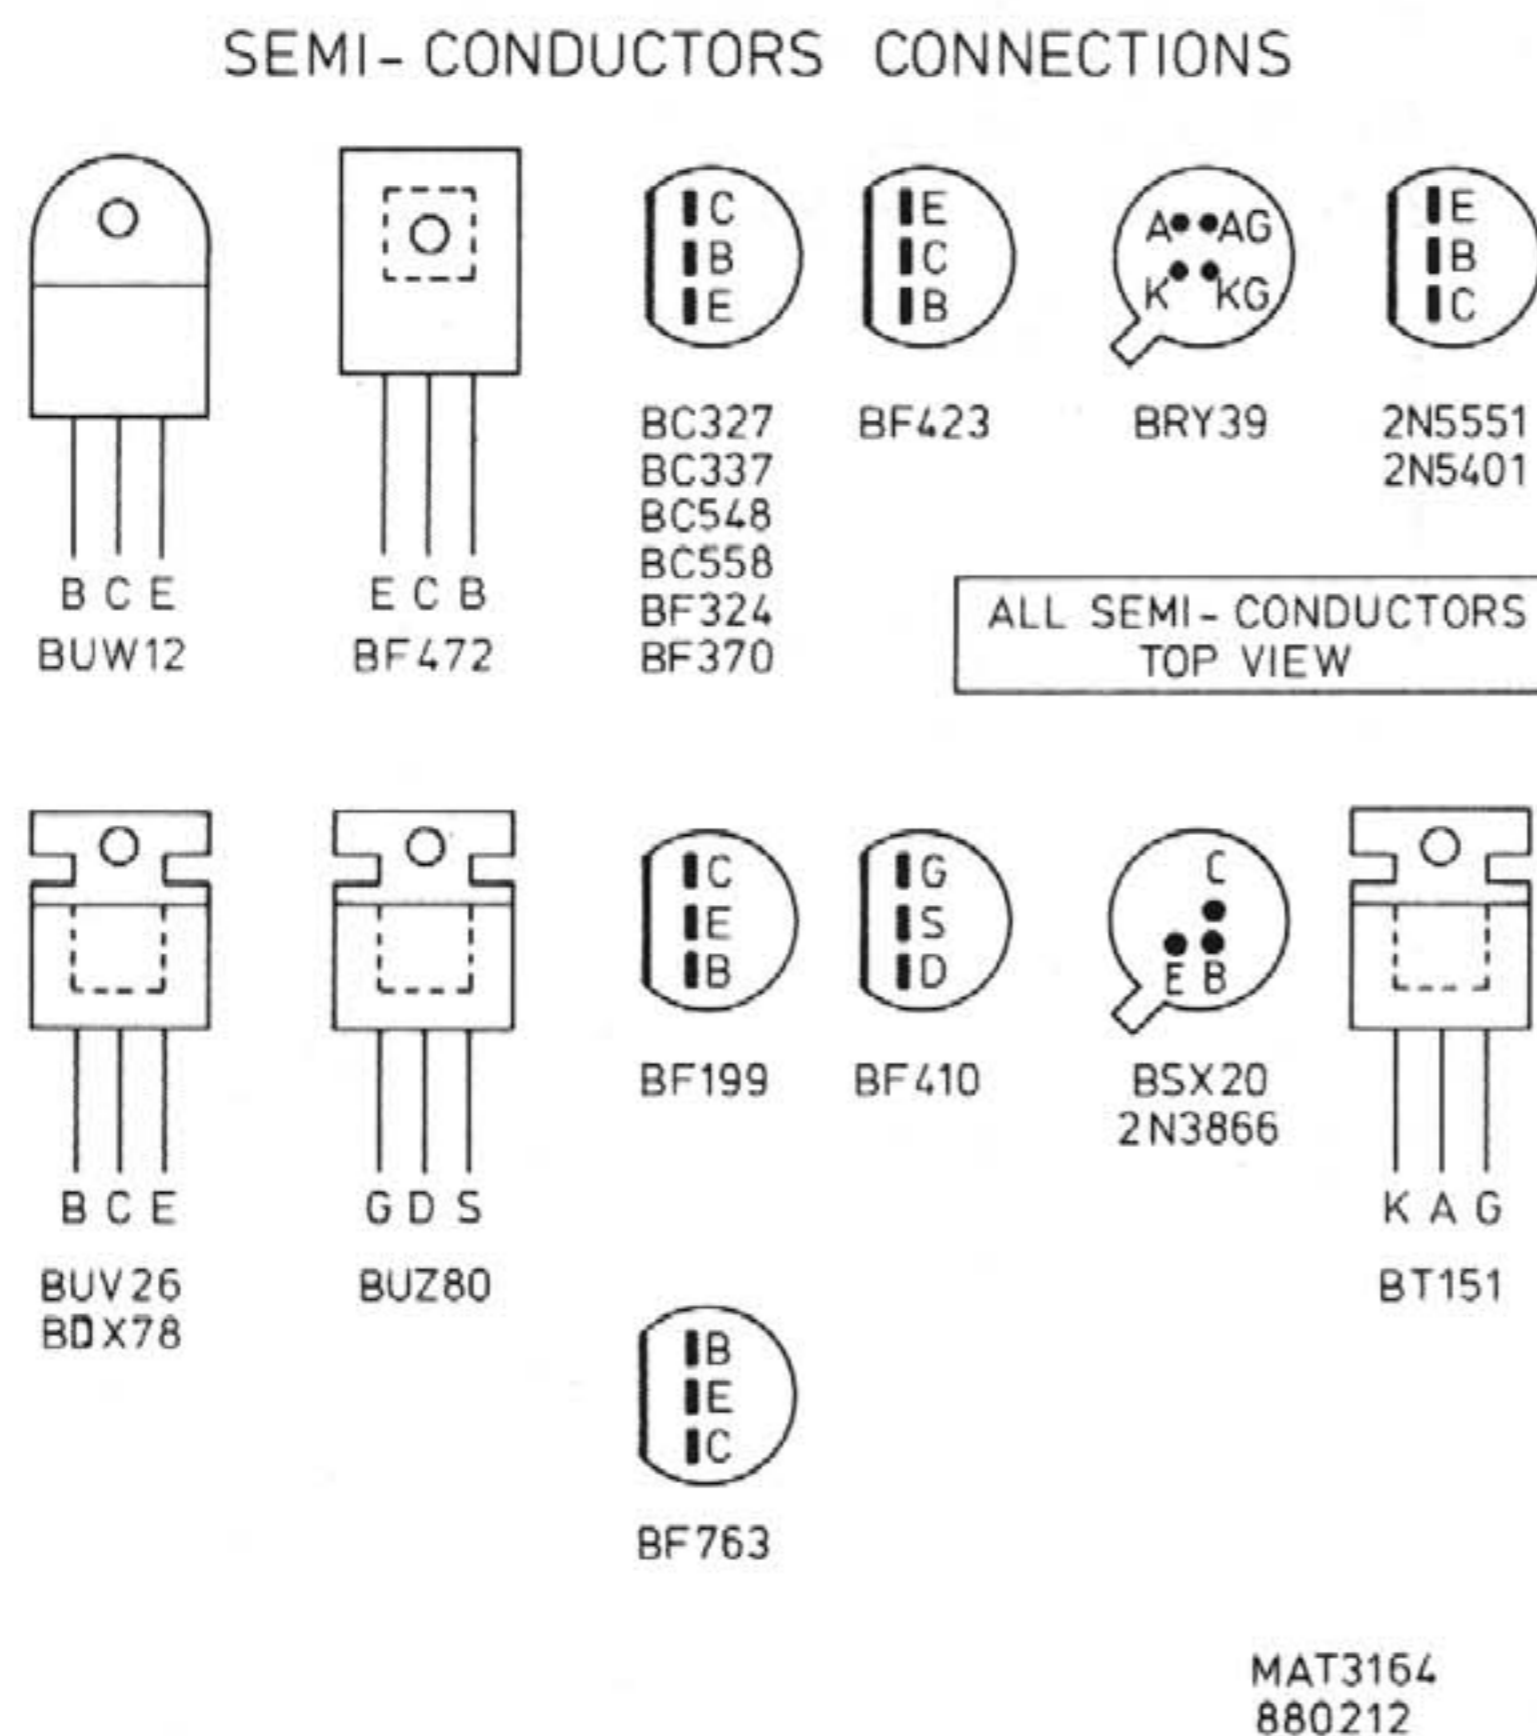 SEMI-CONDUCTORS CONNECTIONS
B C E
BUW12
E C B
BF472
C
B
E
BC327
BC337
BC548
BC558
BF324
BF370
E
C
B
BF423
A AG
K KG
BRY39
E
B
C
2N5551
2N5401
ALL SEMI-CONDUCTORS
TOP VIEW
B C E
BUV26
BDX78
G D S
BUZ80
C
E
B
BF199
G
S
D
BF410
C
E B
BSX20
2N3866
K A G
BT151
B
E
C
BF763
MAT3164
880212